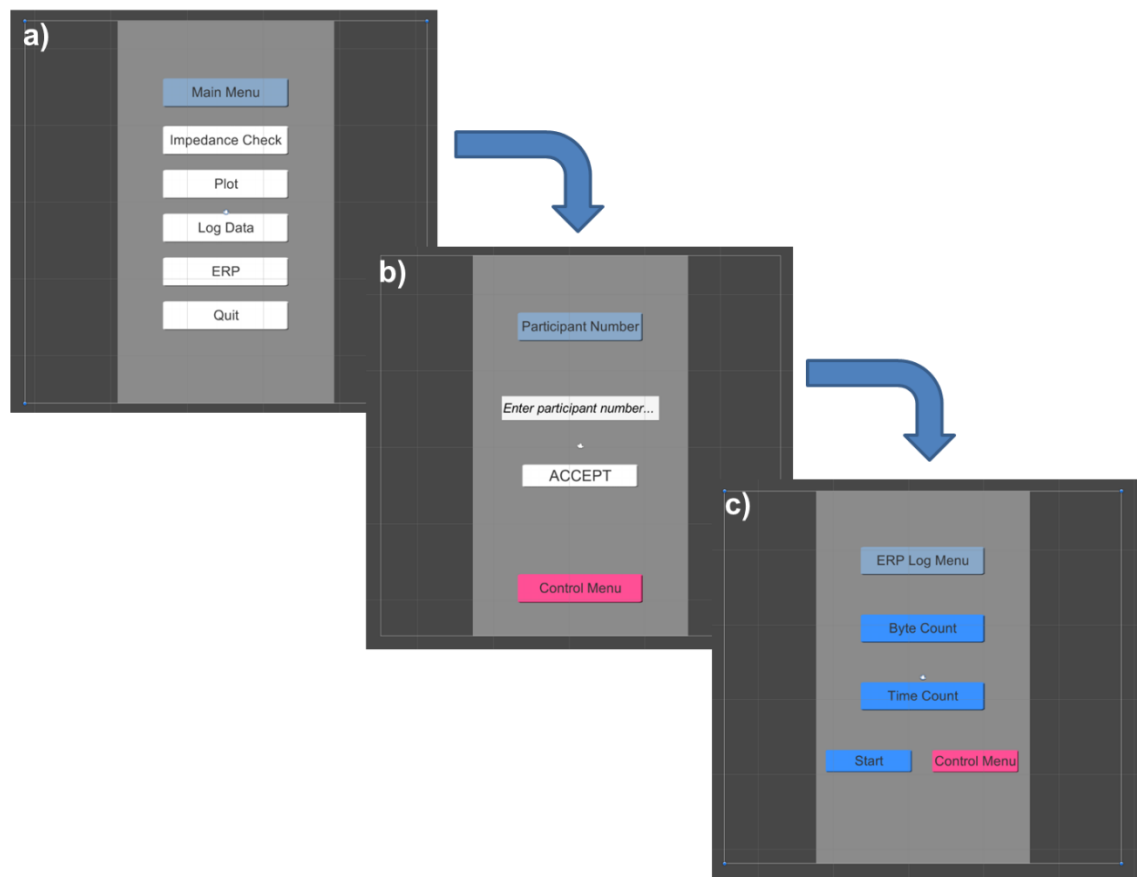 a)
Main Menu
Impedance Check
Plot
Log Data
ERP
Quit
b)
Participant Number
Enter participant number...
ACCEPT
Control Menu
c)
ERP Log Menu
Byte Count
Time Count
Start
Control Menu